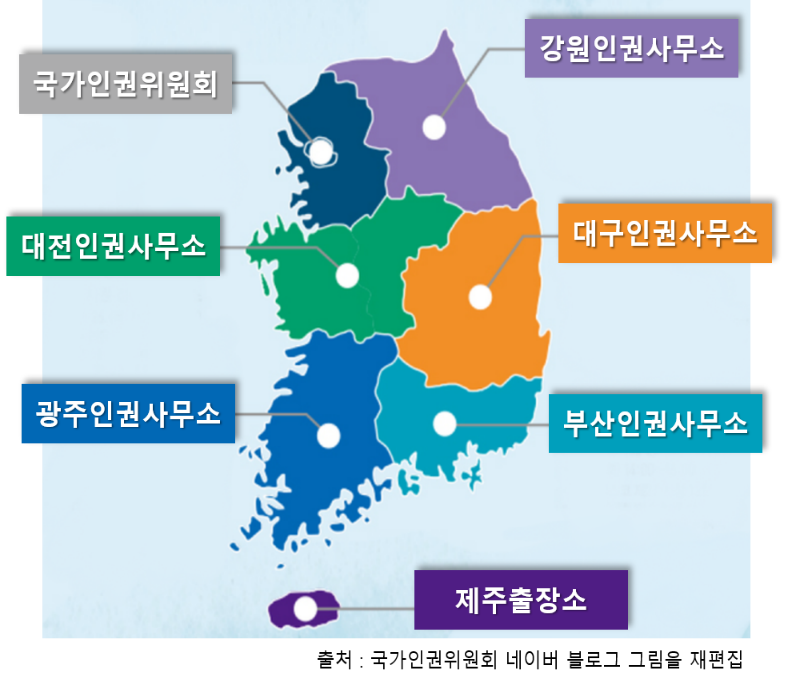 강원인권사무소
국가인권위원회
대전인권사무소
대구인권사무소
광주인권사무소
부산인권사무소
제주출장소
출처 : 국가인권위원회 네이버 블로그 그림을 재편집